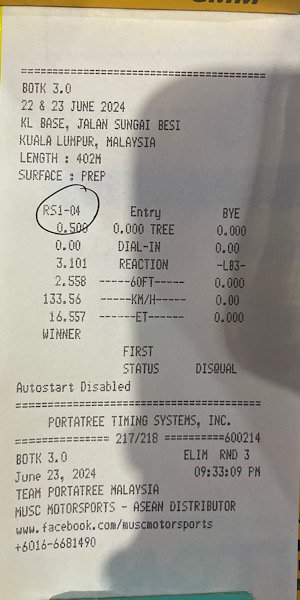 ==========================================
BOTK 3.0
22 & 23 JUNE 2024
KL BASE, JALAN SUNGAI BESI
KUALA LUMPUR, MALAYSIA
LENGTH : 402M
SURFACE : PREP
RS1-04 Entry BYE
0.500 0.000 TREE 0.000
0.00 DIAL-IN 0.00
3.101 REACTION -LB3-
2.558 -----60FT----- 0.000
133.56 -----KM/H----- 0.00
16.557 ------ET------ 0.000
WINNER
FIRST
STATUS DISQUAL
Autostart Disabled
==========================================
PORTATREE TIMING SYSTEMS, INC.
================ 217/218 ==========600214
BOTK 3.0 ELIM RND 3
June 23, 2024 09:33:09 PM
TEAM PORTATREE MALAYSIA
MUSC MOTORSPORTS - ASEAN DISTRIBUTOR
www.facebook.com/muscmotorsports
+6016-6681490